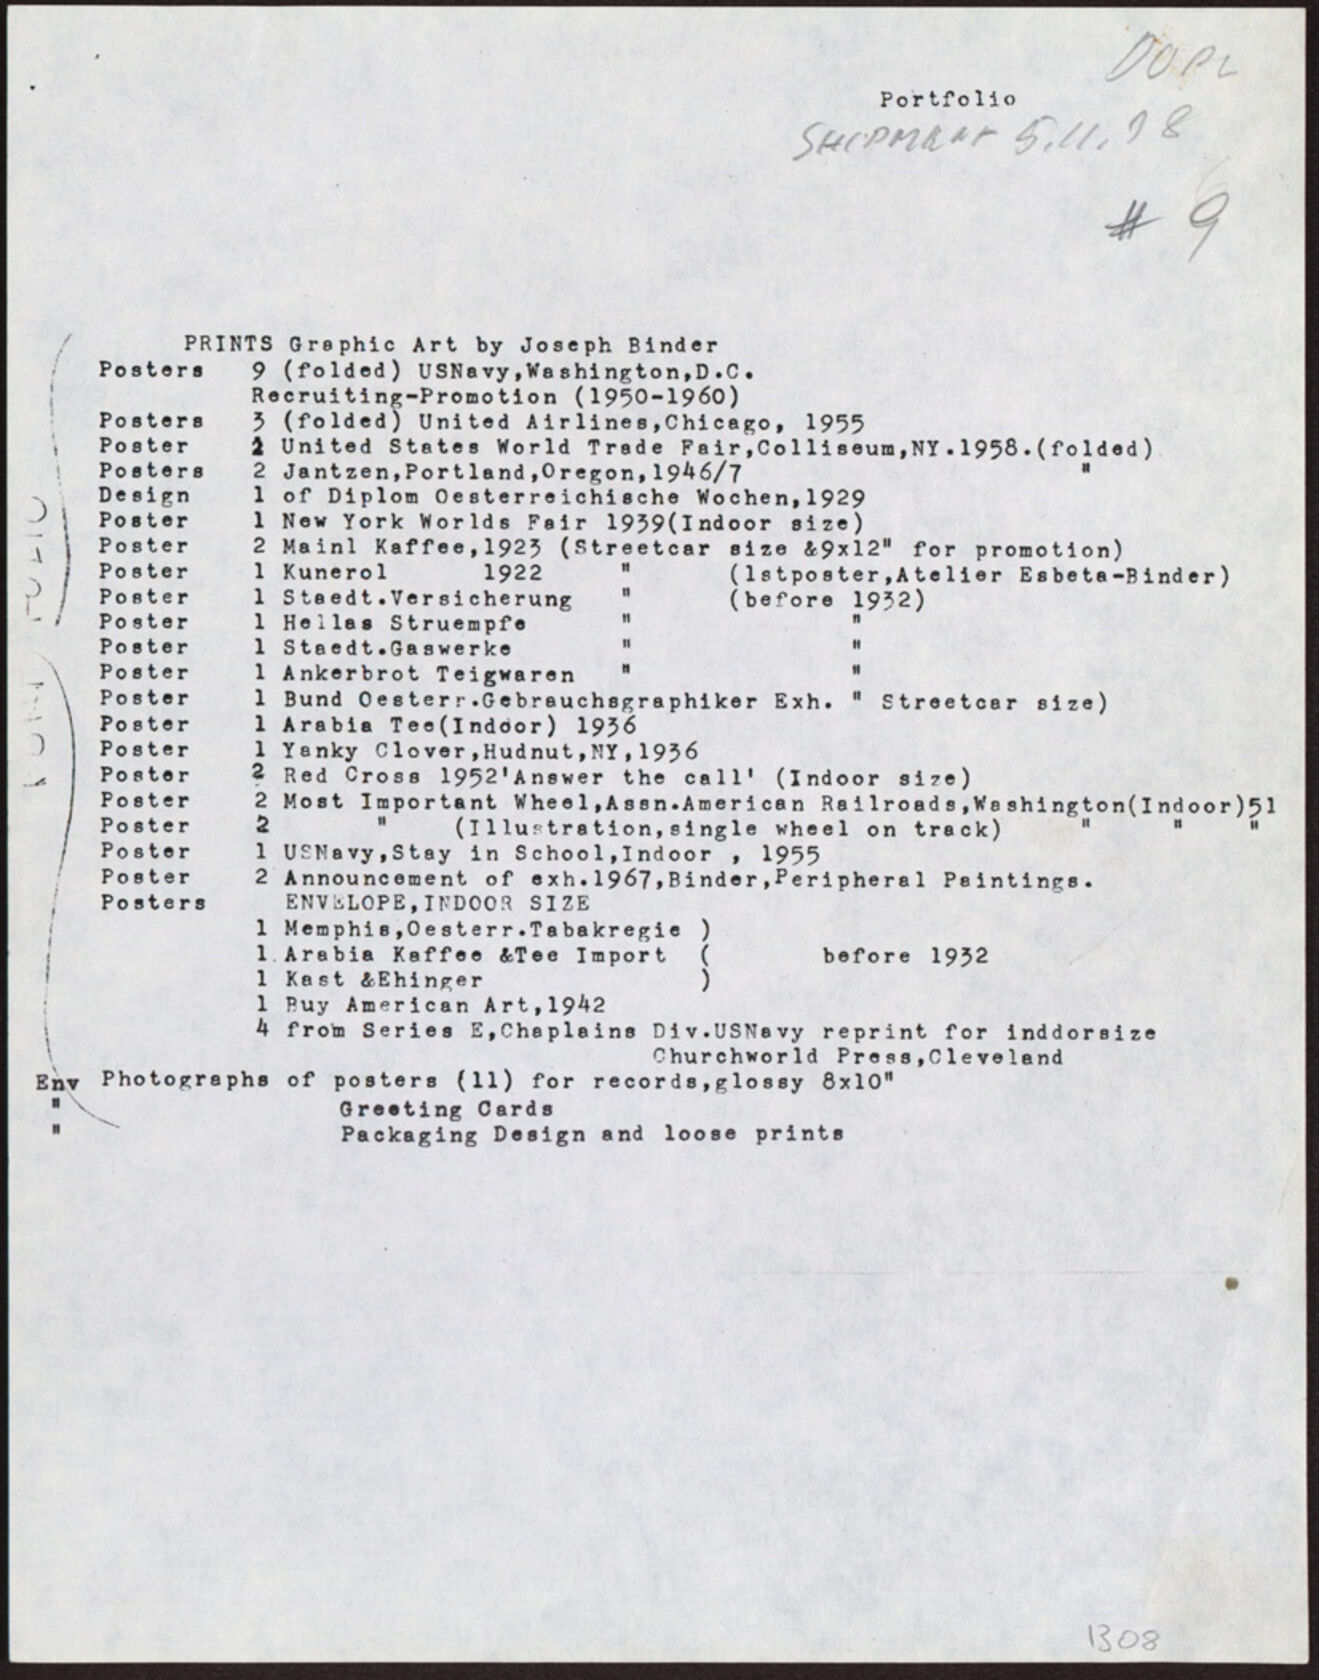 DUPL
Portfolio
SHIPMENT 5.11.78
# 9
PRINTS Graphic Art by Joseph Binder
Posters 9 (folded) USNavy,Washington,D.C.
Recruiting-Promotion (1950-1960)
Posters 3 (folded) United Airlines,Chicago, 1955
Poster 2 United States World Trade Fair,Colliseum,NY.1958.(folded)
Posters 2 Jantzen,Portland,Oregon,1946/7 "
Design 1 of Diplom Oesterreichische Wochen,1929
Poster 1 New York Worlds Fair 1939(Indoor size)
Poster 2 Mainl Kaffee,1923 (Streetcar size &9x12" for promotion)
Poster 1 Kunerol 1922 " (1stposter,Atelier Esbeta-Binder)
Poster 1 Staedt.Versicherung " (before 1932)
Poster 1 Hellas Struempfe " "
Poster 1 Staedt.Gaswerke " "
Poster 1 Ankerbrot Teigwaren " "
Poster 1 Bund Oesterr.Gebrauchsgraphiker Exh. " Streetcar size)
Poster 1 Arabia Tee(Indoor) 1936
Poster 1 Yanky Clover,Hudnut,NY,1936
Poster 2 Red Cross 1952'Answer the call' (Indoor size)
Poster 2 Most Important Wheel,Assn.American Railroads,Washington(Indoor)51
Poster 2 " (Illustration,single wheel on track) " " "
Poster 1 USNavy,Stay in School,Indoor , 1955
Poster 2 Announcement of exh.1967,Binder,Peripheral Paintings.
Posters ENVELOPE,INDOOR SIZE
1 Memphis,Oesterr.Tabakregie )
1.Arabia Kaffee &Tee Import ( before 1932
1 Kast &Ehinger )
1 Buy American Art,1942
4 from Series E,Chaplains Div.USNavy reprint for inddorsize
Churchworld Press,Cleveland
Env Photographs of posters (11) for records,glossy 8x10"
" Greeting Cards
" Packaging Design and loose prints
1308